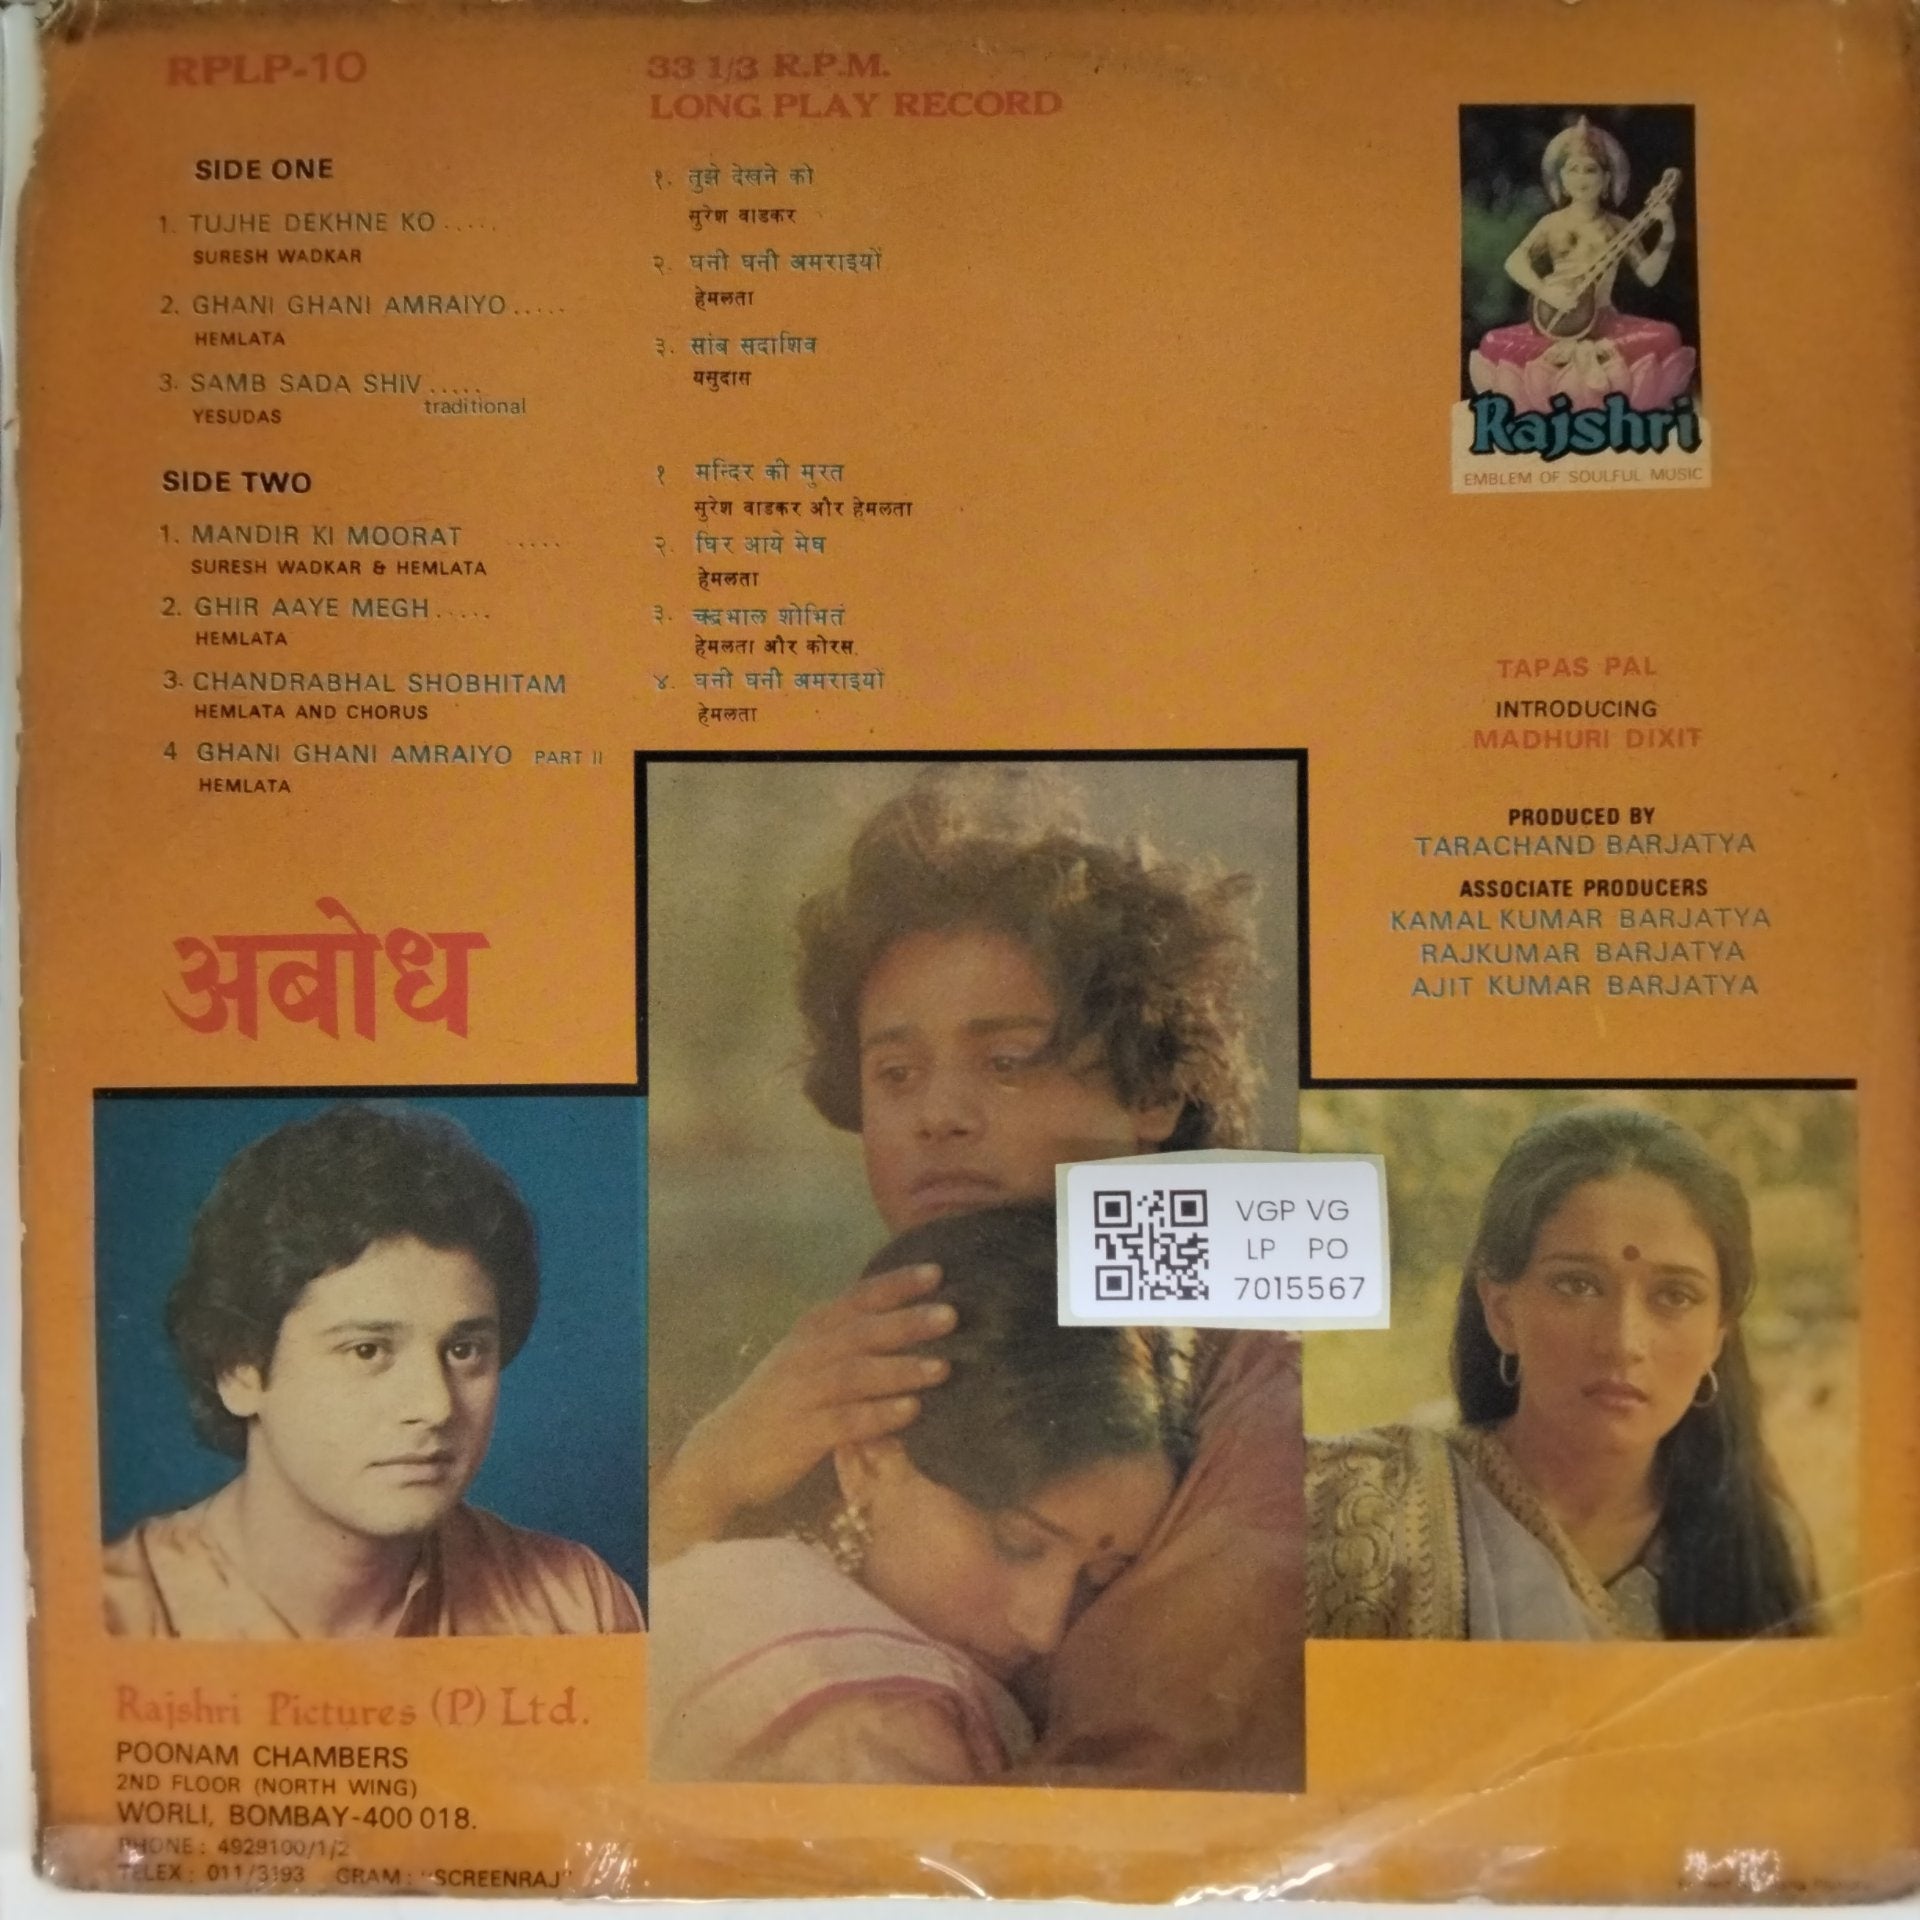 RPLP-10
33 1/3 R.P.M.
LONG PLAY RECORD
SIDE ONE
1. TUJHE DEKHNE KO.....
SURESH WADKAR
2. GHANI GHANI AMRAIYO.....
HEMLATA
3. SAMB SADA SHIV.....
traditional
YESUDAS
SIDE TWO
1. MANDIR KI MOORAT .....
SURESH WADKAR & HEMLATA
2. GHIR AAYE MEGH.....
HEMLATA
3. CHANDRABHAL SHOBHITAM
HEMLATA AND CHORUS
4 GHANI GHANI AMRAIYO PART II
HEMLATA
१. तुझे देखने को
सुरेश वाडकर
२. घनी घनी अमराइयों
हेमलता
३. सांब सदाशिव
यसुदास
१ मन्दिर की मुरत
सुरेश वाडकर और हेमलता
२. घिर आये मेघ
हेमलता
३. चद्रभाल शोभितं
हेमलता और कोरस.
४. घनी घनी अमराइयों
हेमलता
Rajshri
EMBLEM OF SOULFUL MUSIC
TAPAS PAL
INTRODUCING
MADHURI DIXIT
PRODUCED BY
TARACHAND BARJATYA
ASSOCIATE PRODUCERS
KAMAL KUMAR BARJATYA
RAJKUMAR BARJATYA
AJIT KUMAR BARJATYA
अबोध
VGP VG
LP PO
7015567
Rajshri Pictures (P) Ltd.
POONAM CHAMBERS
2ND FLOOR (NORTH WING)
WORLI, BOMBAY-400 018.
PHONE : 4929100/1/2
TELEX : 011/3193 GRAM : "SCREENRAJ"